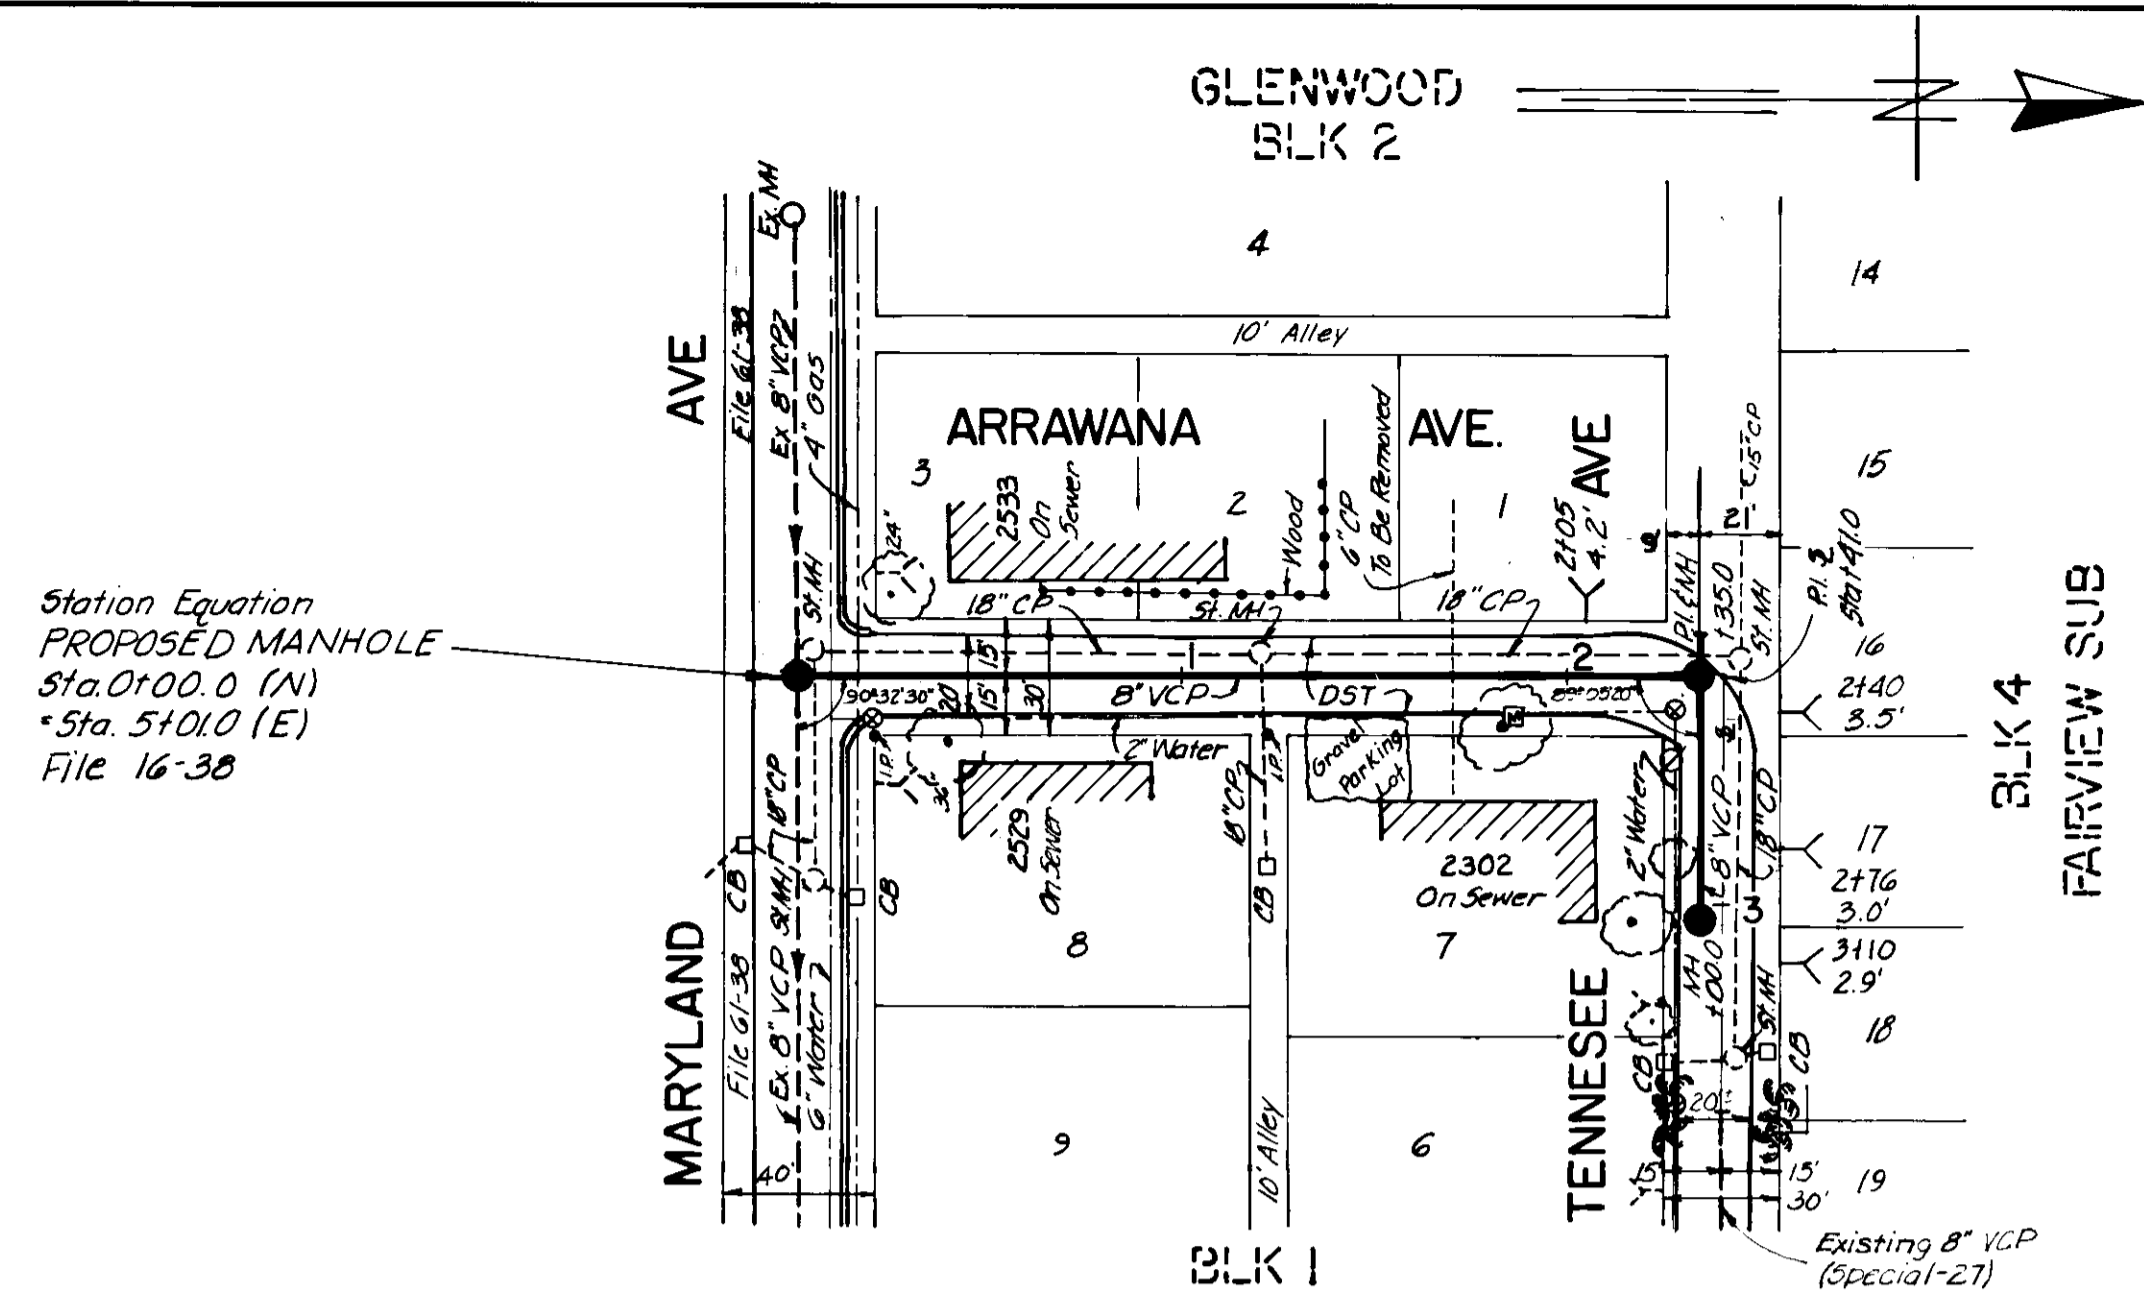 GLENWOOD
BLK 2
Ex. MH
4
14
10' Alley
AVE
File 61-38
Ex 8" VCP
4" Gas
ARRAWANA AVE.
AVE
15" CP
15
3
2533
On
Sewer
2
Wood
6" CP
To Be Removed
1
2+05
4.2'
2
24"
St. MH
18" CP
St. MH
18" CP
P.I. & MH
+35.0
St. MH
P.I.
Sta 4+41.0
16
Station Equation
PROPOSED MANHOLE
Sta. 0+00.0 (N)
= Sta. 5+01.0 (E)
File 16-38
15'
1
2
90°32'30"
20'
15'
30'
8" VCP
DST
89°05'20"
2+40
3.5'
BLK 4
FAIRVIEW SUB
I.P.
36"
2" Water
I.P.
Gravel
Parking
Lot
M
18" CP
18" CP
2" Water
8" VCP
18" CP
17
2+76
3.0'
2529
On Sewer
2302
On Sewer
CB
St. MH
CB
CB
3
MARYLAND
File 61-38
Ex. 8" VCP
6" Water
8
7
TENNESEE
MH
+00.0
St. MH
CB
CB
3+10
2.9'
18
20'±
9
10' Alley
6
40'
15'
15'
30'
19
BLK 1
Existing 8" VCP
(Special-27)